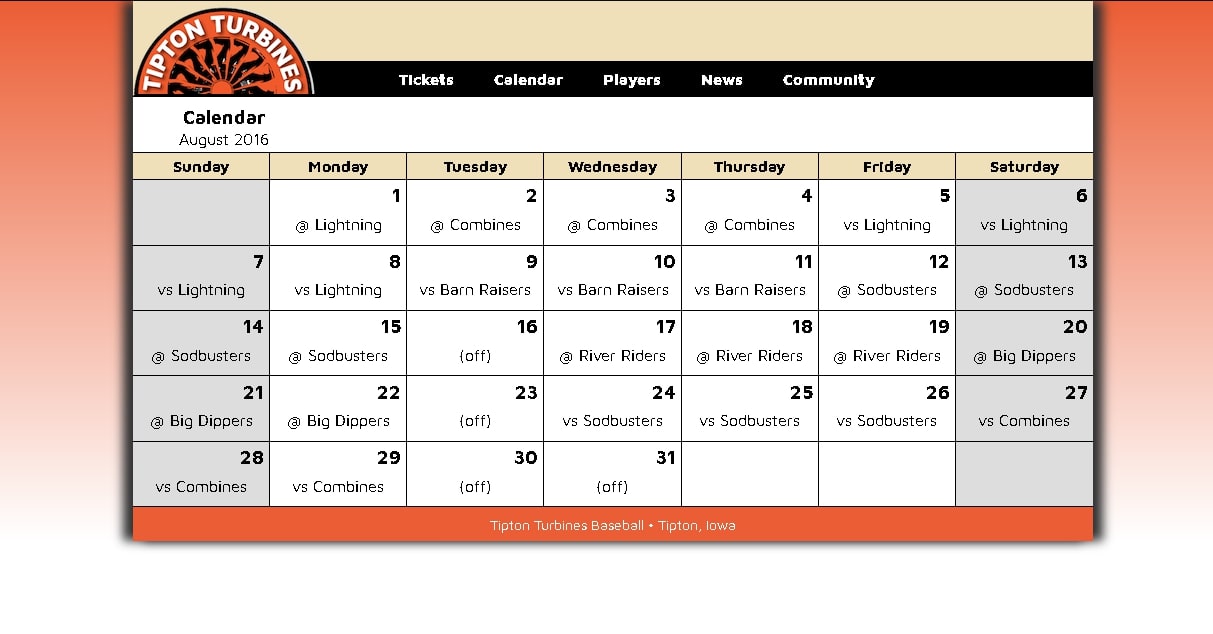 TIPTON TURBINES
Tickets Calendar Players News Community
Calendar
August 2016
Sunday Monday Tuesday Wednesday Thursday Friday Saturday
1 2 3 4 5 6
@ Lightning @ Combines @ Combines @ Combines vs Lightning vs Lightning
7 8 9 10 11 12 13
vs Lightning vs Lightning vs Barn Raisers vs Barn Raisers vs Barn Raisers @ Sodbusters @ Sodbusters
14 15 16 17 18 19 20
@ Sodbusters @ Sodbusters (off) @ River Riders @ River Riders @ River Riders @ Big Dippers
21 22 23 24 25 26 27
@ Big Dippers @ Big Dippers (off) vs Sodbusters vs Sodbusters vs Sodbusters vs Combines
28 29 30 31
vs Combines vs Combines (off) (off)
Tipton Turbines Baseball • Tipton, Iowa